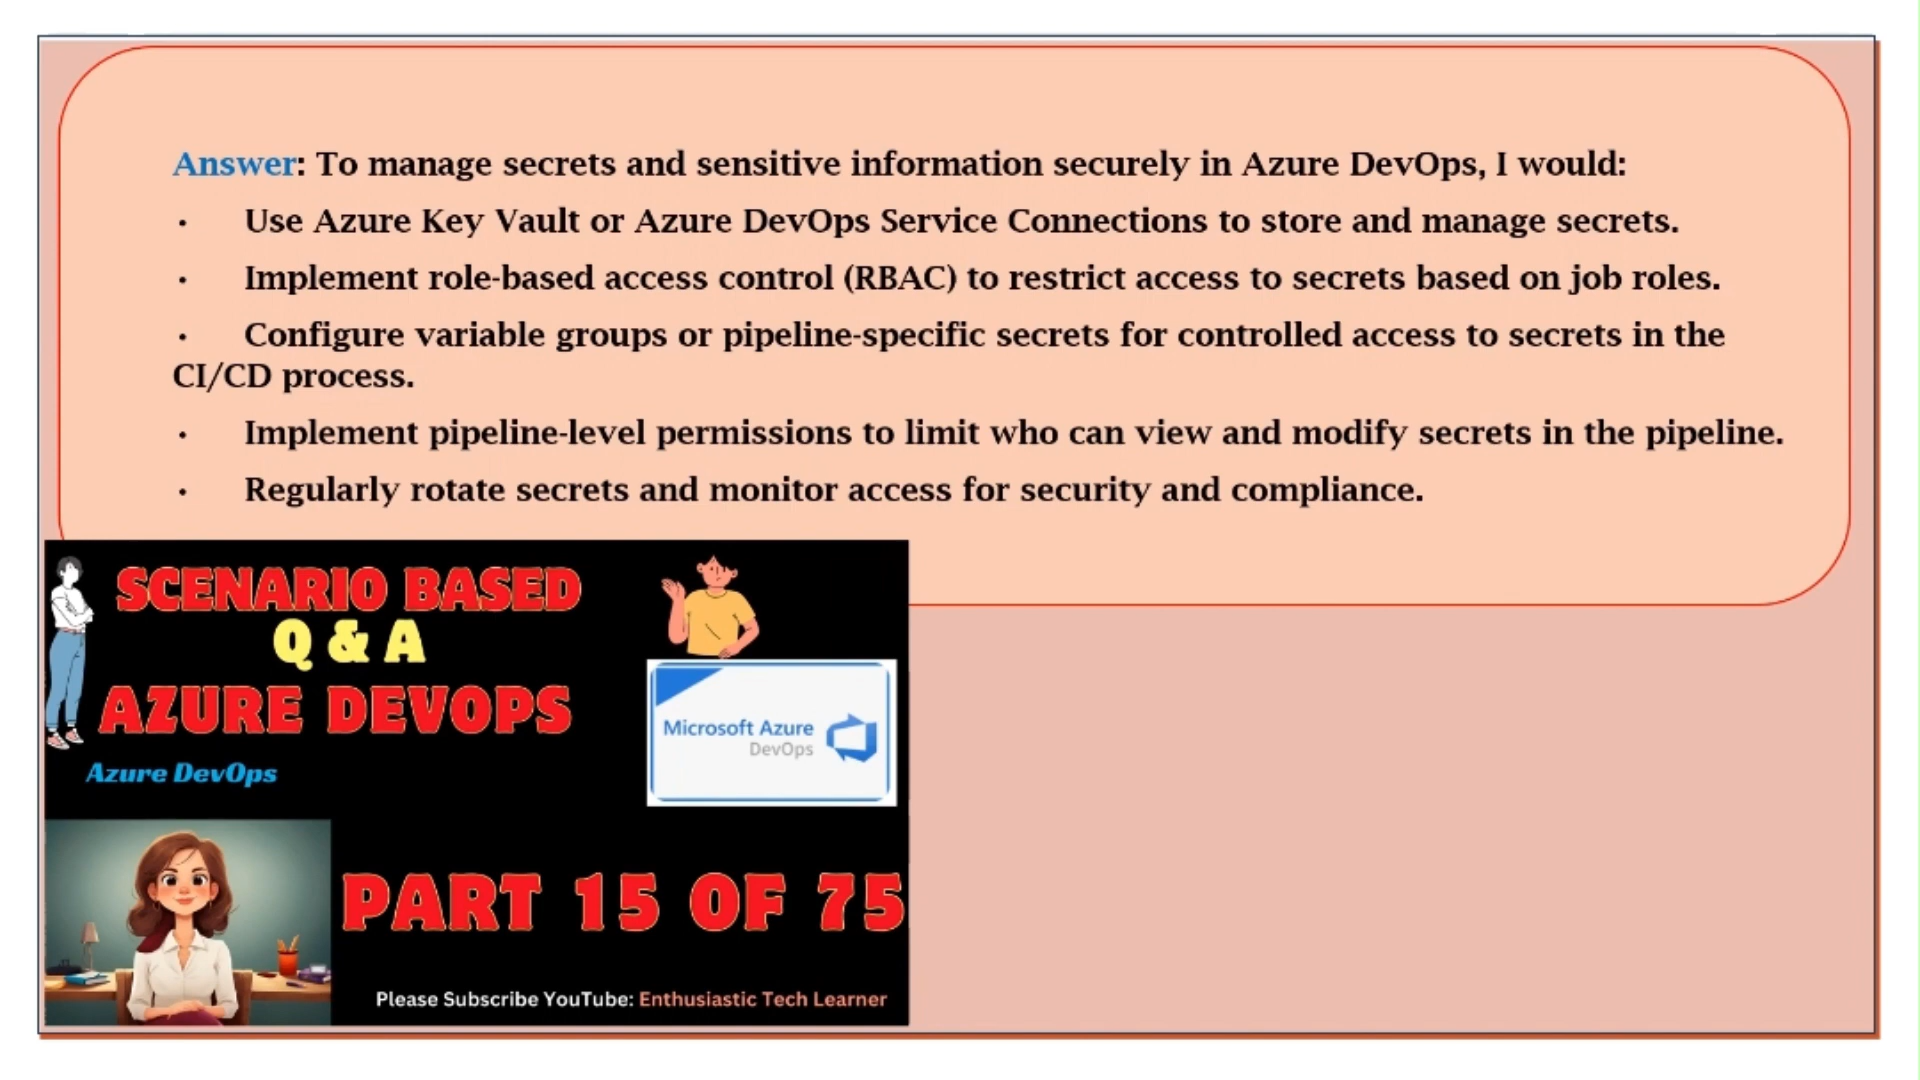 Answer: To manage secrets and sensitive information securely in Azure DevOps, I would:
• Use Azure Key Vault or Azure DevOps Service Connections to store and manage secrets.
• Implement role-based access control (RBAC) to restrict access to secrets based on job roles.
• Configure variable groups or pipeline-specific secrets for controlled access to secrets in the
CI/CD process.
• Implement pipeline-level permissions to limit who can view and modify secrets in the pipeline.
• Regularly rotate secrets and monitor access for security and compliance.
SCENARIO BASED
Q & A
AZURE DEVOPS
Azure DevOps
Microsoft Azure
DevOps
PART 15 OF 75
Please Subscribe YouTube: Enthusiastic Tech Learner